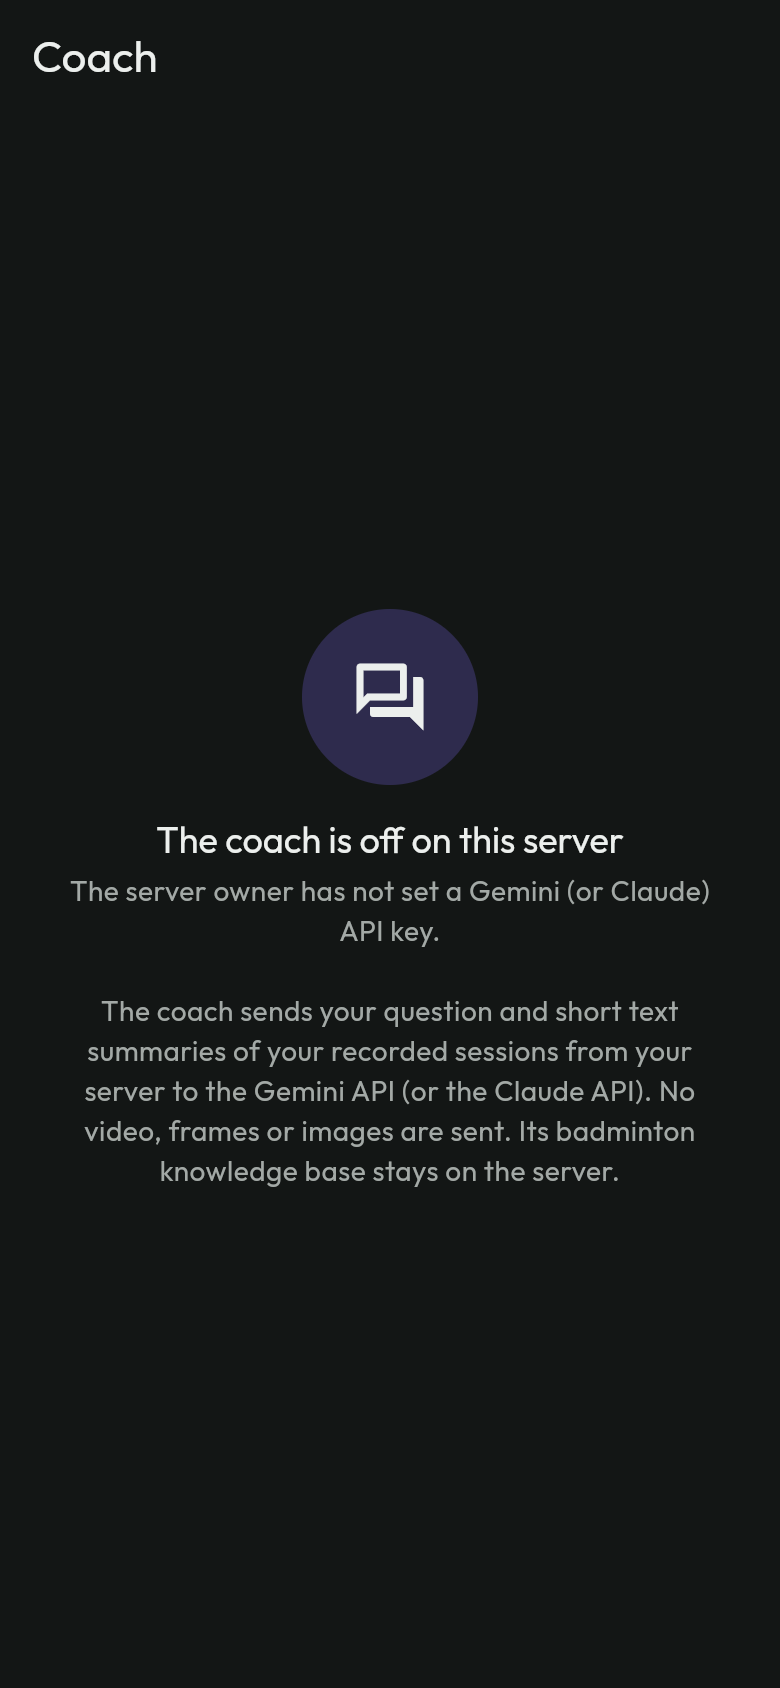 Coach
The coach is off on this server
The server owner has not set a Gemini (or Claude)
API key.
The coach sends your question and short text
summaries of your recorded sessions from your
server to the Gemini API (or the Claude API). No
video, frames or images are sent. Its badminton
knowledge base stays on the server.